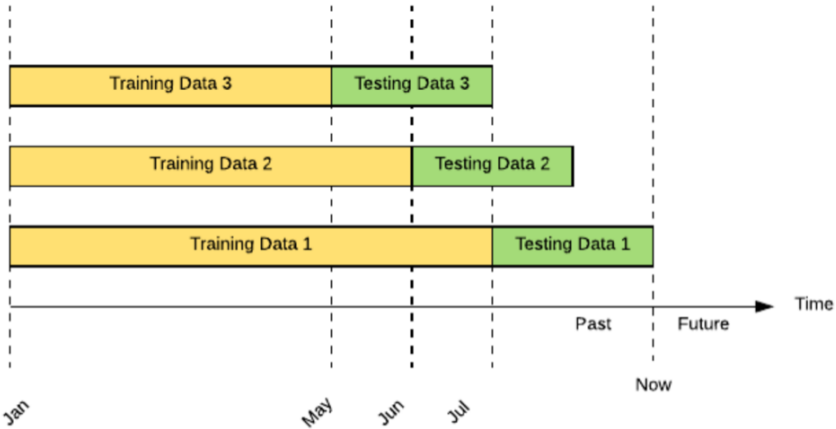 Training Data 3 Testing Data 3
Training Data 2 Testing Data 2
Training Data 1 Testing Data 1
Time
Past Future
Now
Jan May Jun Jul